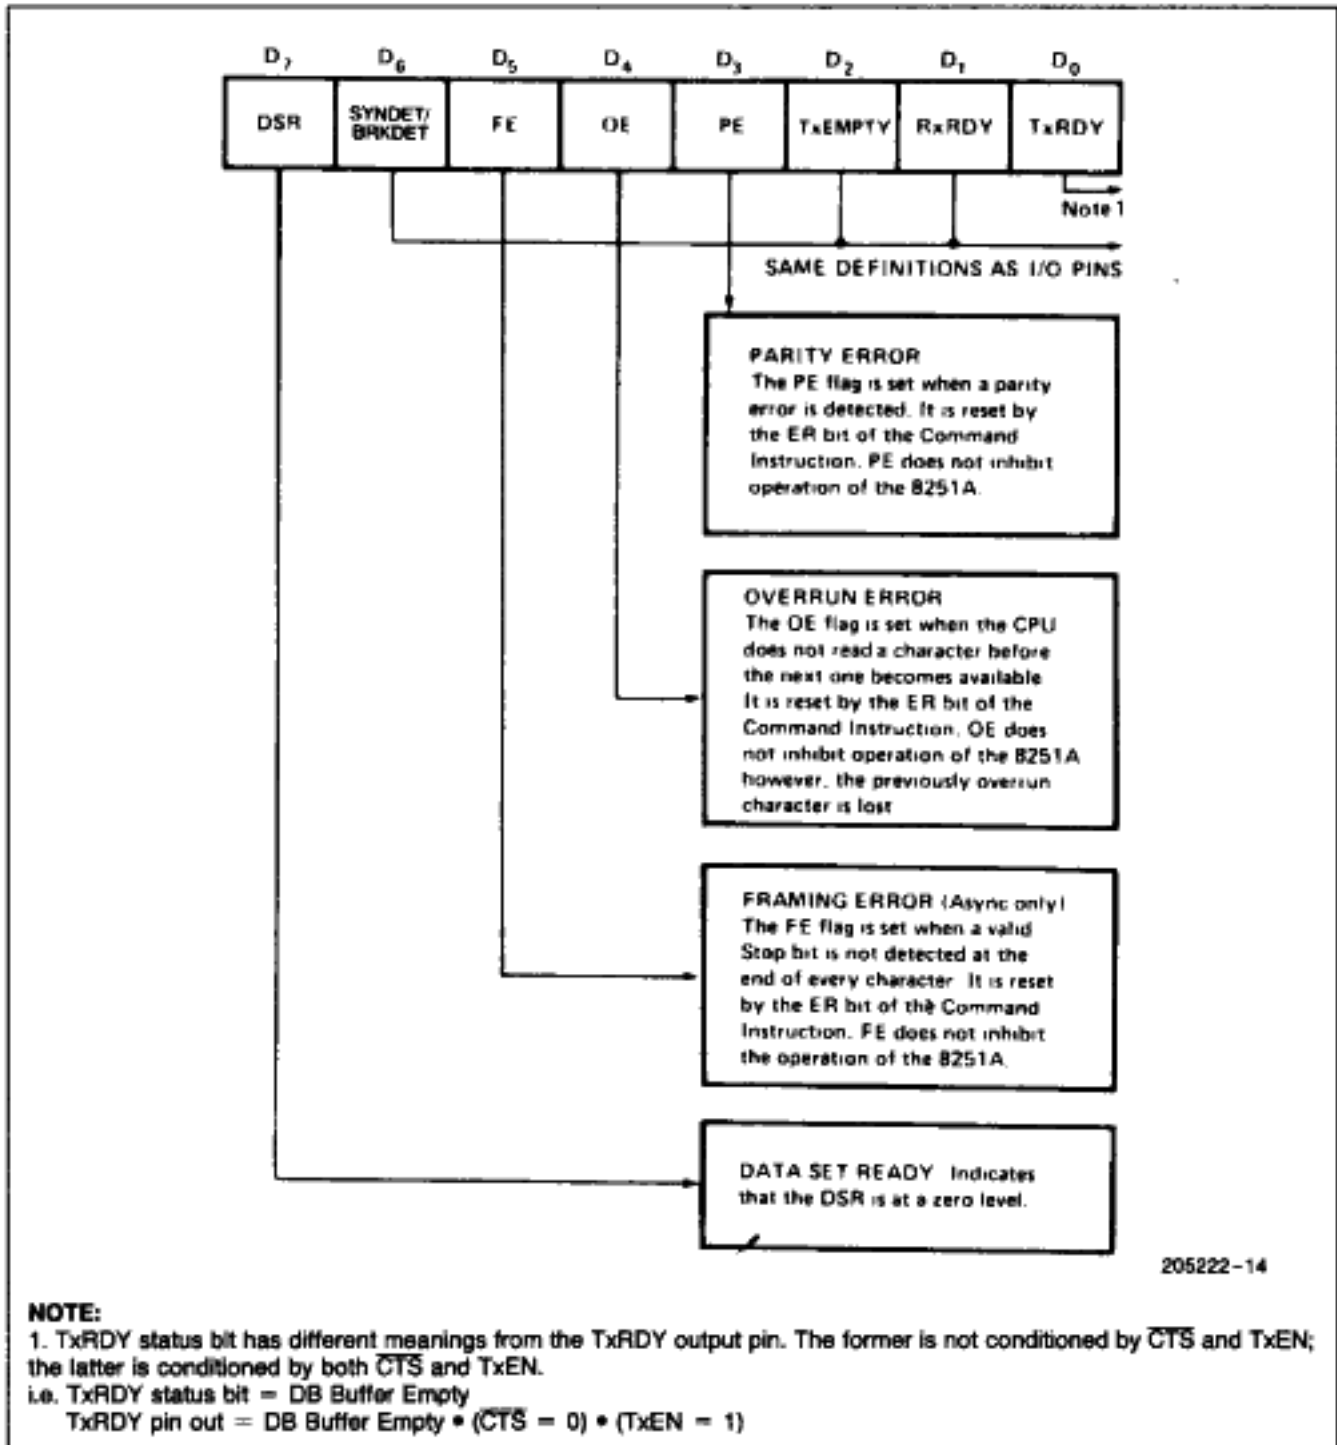 D7 D6 D5 D4 D3 D2 D1 D0
DSR SYNDET/ BRKDET FE OE PE TxEMPTY RxRDY TxRDY
Note 1
SAME DEFINITIONS AS I/O PINS
PARITY ERROR
The PE flag is set when a parity
error is detected. It is reset by
the ER bit of the Command
Instruction. PE does not inhibit
operation of the 8251A.
OVERRUN ERROR
The OE flag is set when the CPU
does not read a character before
the next one becomes available
It is reset by the ER bit of the
Command Instruction. OE does
not inhibit operation of the 8251A
however, the previously overrun
character is lost
FRAMING ERROR (Async only)
The FE flag is set when a valid
Stop bit is not detected at the
end of every character It is reset
by the ER bit of the Command
Instruction. FE does not inhibit
the operation of the 8251A.
DATA SET READY Indicates
that the DSR is at a zero level.
205222-14
NOTE:
1. TxRDY status bit has different meanings from the TxRDY output pin. The former is not conditioned by C̅T̅S̅ and TxEN;
the latter is conditioned by both C̅T̅S̅ and TxEN.
i.e. TxRDY status bit = DB Buffer Empty
TxRDY pin out = DB Buffer Empty • (C̅T̅S̅ = 0) • (TxEN = 1)